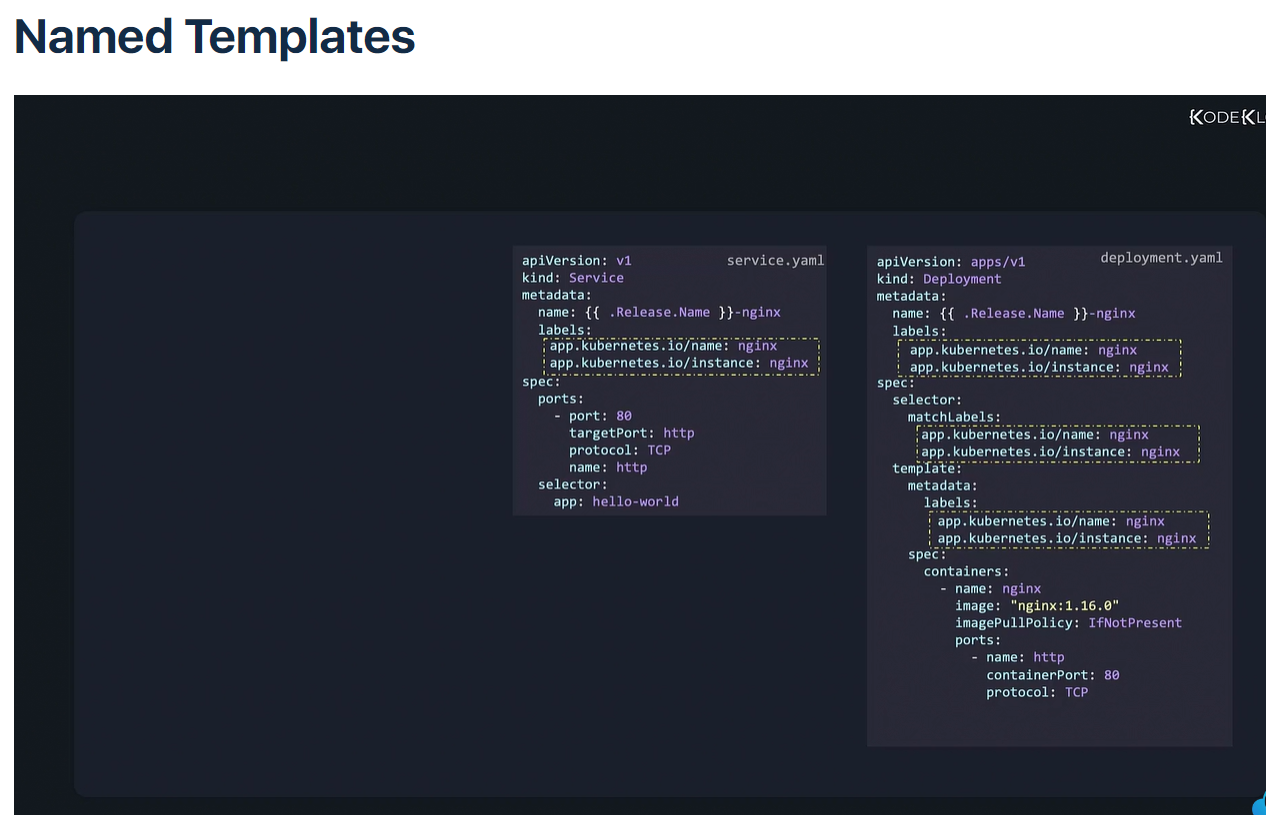 Named Templates
{KODE{KLO
apiVersion: v1
service.yaml
kind: Service
metadata:
name: {{ .Release.Name }}-nginx
labels:
app.kubernetes.io/name: nginx
app.kubernetes.io/instance: nginx
spec:
ports:
- port: 80
targetPort: http
protocol: TCP
name: http
selector:
app: hello-world
apiVersion: apps/v1
deployment.yaml
kind: Deployment
metadata:
name: {{ .Release.Name }}-nginx
labels:
app.kubernetes.io/name: nginx
app.kubernetes.io/instance: nginx
spec:
selector:
matchLabels:
app.kubernetes.io/name: nginx
app.kubernetes.io/instance: nginx
template:
metadata:
labels:
app.kubernetes.io/name: nginx
app.kubernetes.io/instance: nginx
spec:
containers:
- name: nginx
image: "nginx:1.16.0"
imagePullPolicy: IfNotPresent
ports:
- name: http
containerPort: 80
protocol: TCP